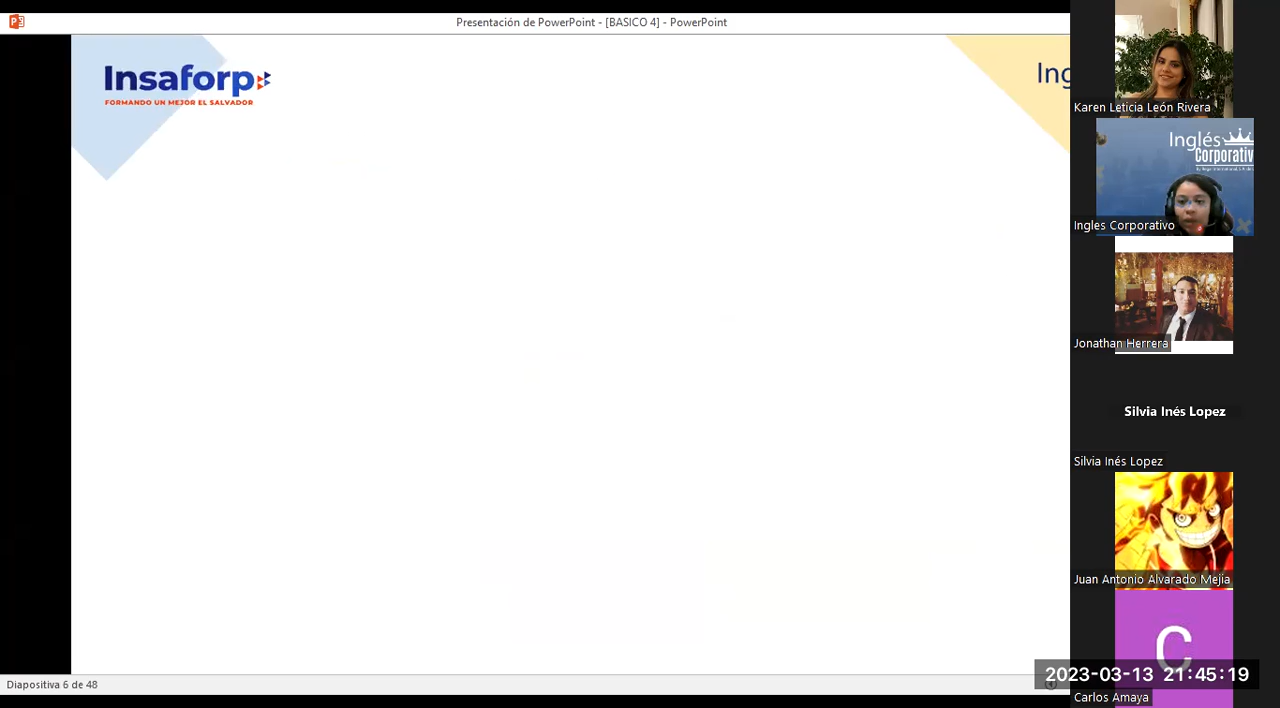 Presentación de PowerPoint - [BASICO 4] - PowerPoint
Insaforp
FORMANDO UN MEJOR EL SALVADOR
Ing
Karen Leticia León Rivera
Inglés
Corporativ
Ingles Corporativo
Jonathan Herrera
Silvia Inés Lopez
Silvia Inés Lopez
Juan Antonio Alvarado Mejia
C
2023-03-13 21:45:19
Carlos Amaya
Diapositiva 6 de 48